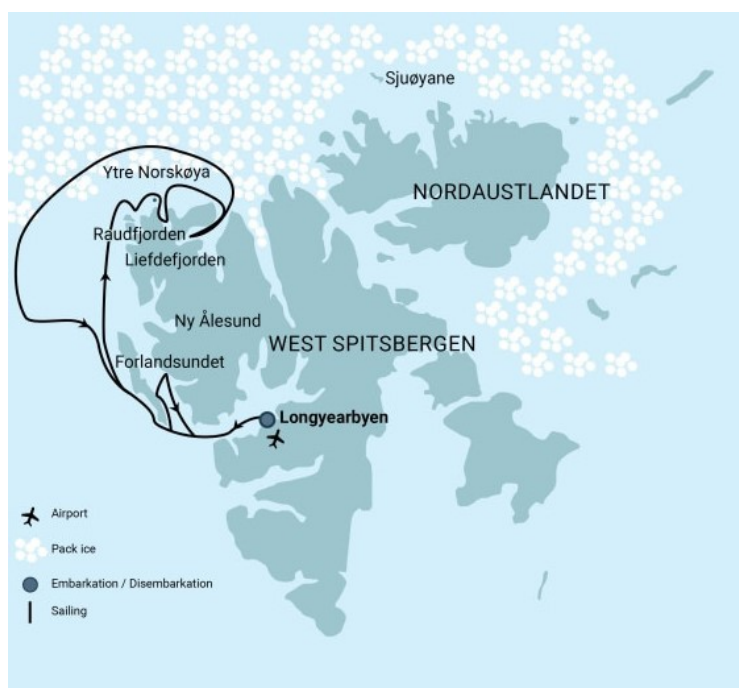 Sjuøyane
Ytre Norskøya
NORDAUSTLANDET
Raudfjorden
Liefdefjorden
Ny Ålesund
WEST SPITSBERGEN
Forlandsundet
Longyearbyen
Airport
Pack ice
Embarkation / Disembarkation
Sailing